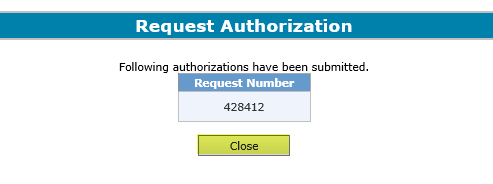 Request Authorization
Following authorizations have been submitted.
Request Number
428412
Close